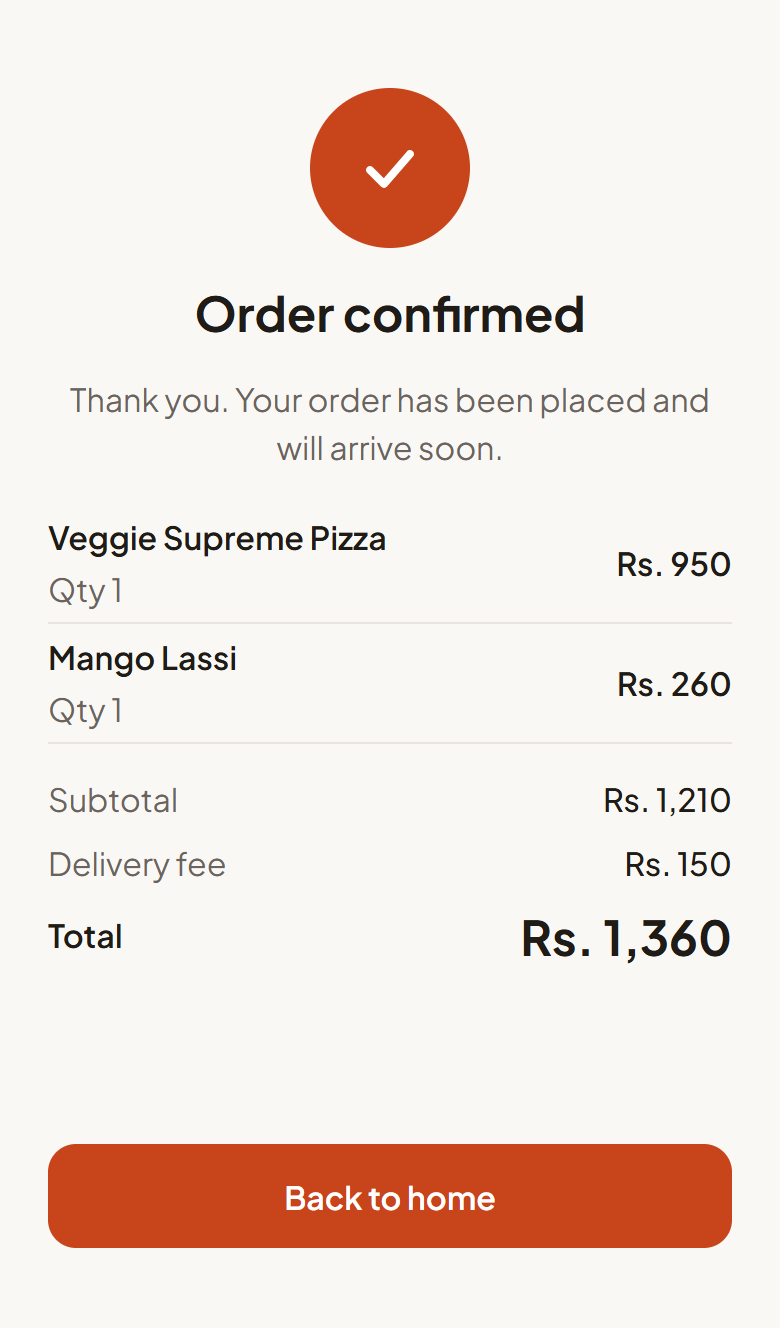 Order confirmed
Thank you. Your order has been placed and
will arrive soon.
Veggie Supreme Pizza
Qty 1
Rs. 950
Mango Lassi
Qty 1
Rs. 260
Subtotal
Rs. 1,210
Delivery fee
Rs. 150
Total
Rs. 1,360
Back to home